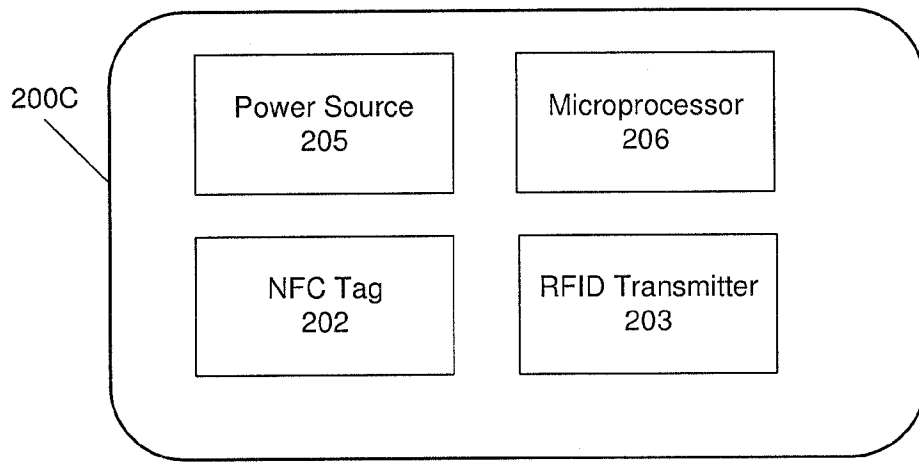 200C
Power Source
205
Microprocessor
206
NFC Tag
202
RFID Transmitter
203